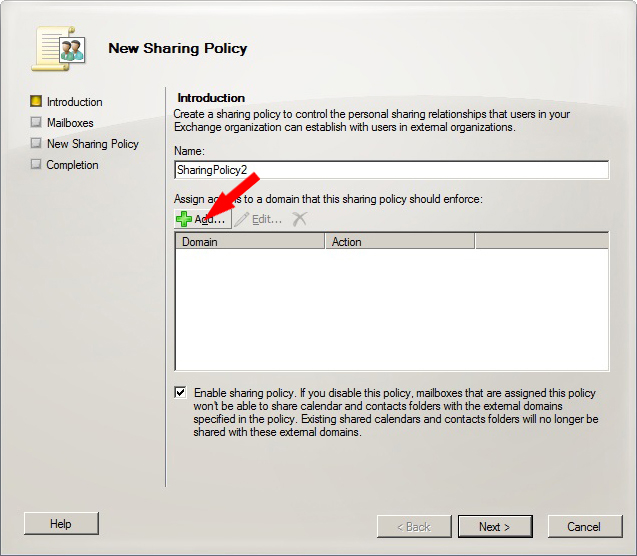 New Sharing Policy
Introduction
Mailboxes
New Sharing Policy
Completion
Introduction
Create a sharing policy to control the personal sharing relationships that users in your
Exchange organization can establish with users in external organizations.
Name:
SharingPolicy2
Assign to a domain that this sharing policy should enforce:
Add...
Edit...
Domain Action
Enable sharing policy. If you disable this policy, mailboxes that are assigned this policy
won't be able to share calendar and contacts folders with the external domains
specified in the policy. Existing shared calendars and contacts folders will no longer be
shared with these external domains.
Help
< Back
Next >
Cancel